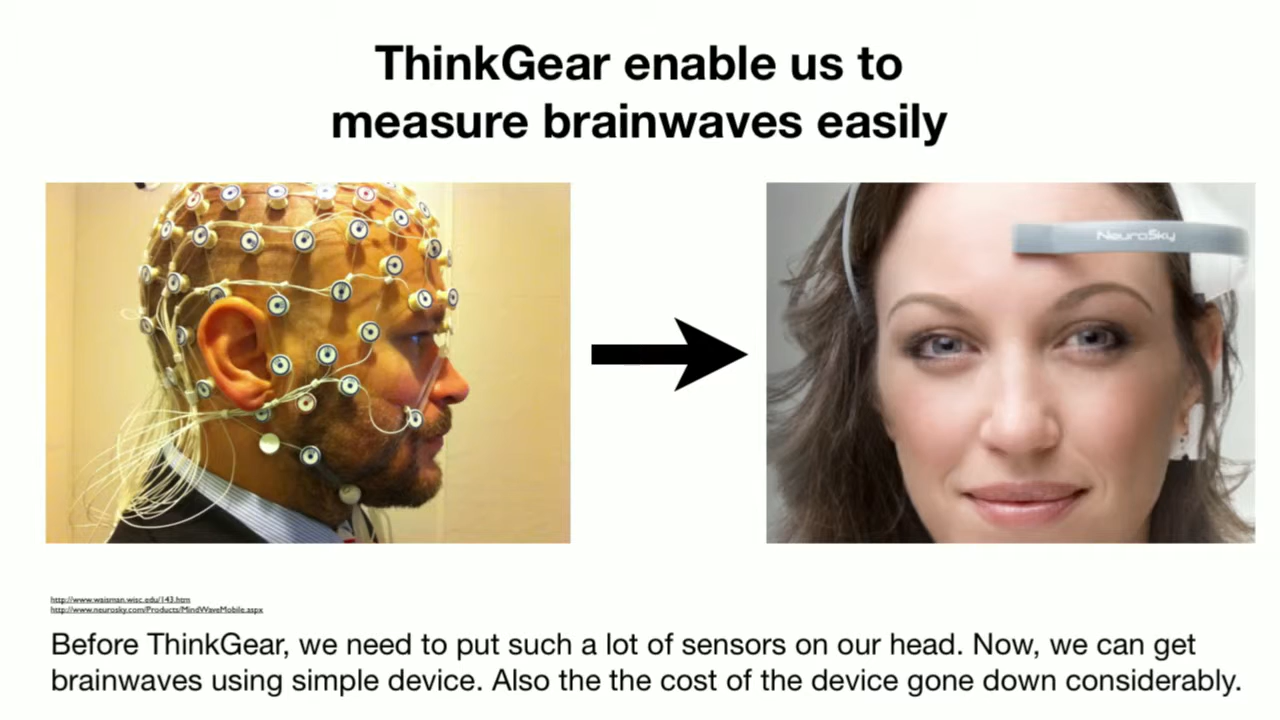 ThinkGear enable us to
measure brainwaves easily
NeuroSky
http://www.waisman.wisc.edu/143.htm
http://www.neurosky.com/Products/MindWaveMobile.aspx
Before ThinkGear, we need to put such a lot of sensors on our head. Now, we can get
brainwaves using simple device. Also the the cost of the device gone down considerably.